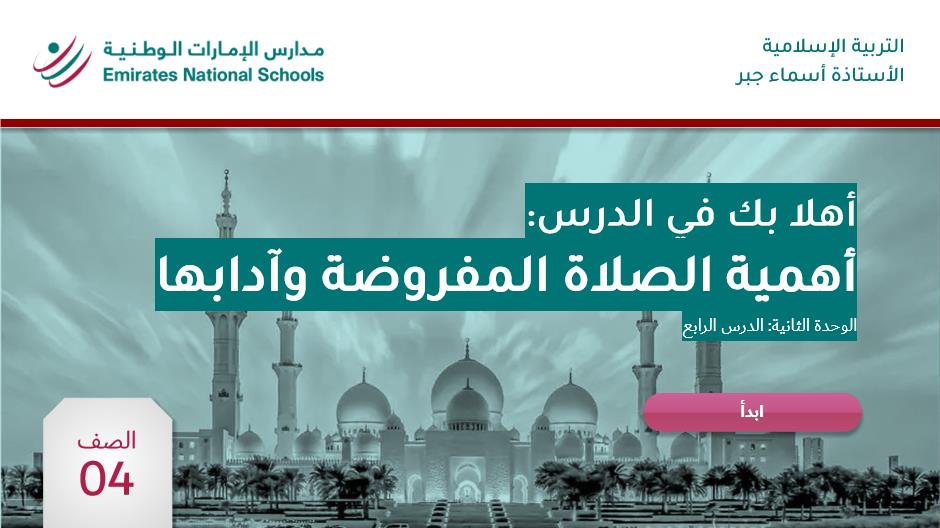 التربية الإسلامية
الأستاذة أسماء جبر
مدارس الإمارات الوطنية
Emirates National Schools
أهلا بك في الدرس:
أهمية الصلاة المفروضة وآدابها
الوحدة الثانية: الدرس الرابع
ابدأ
الصف
04